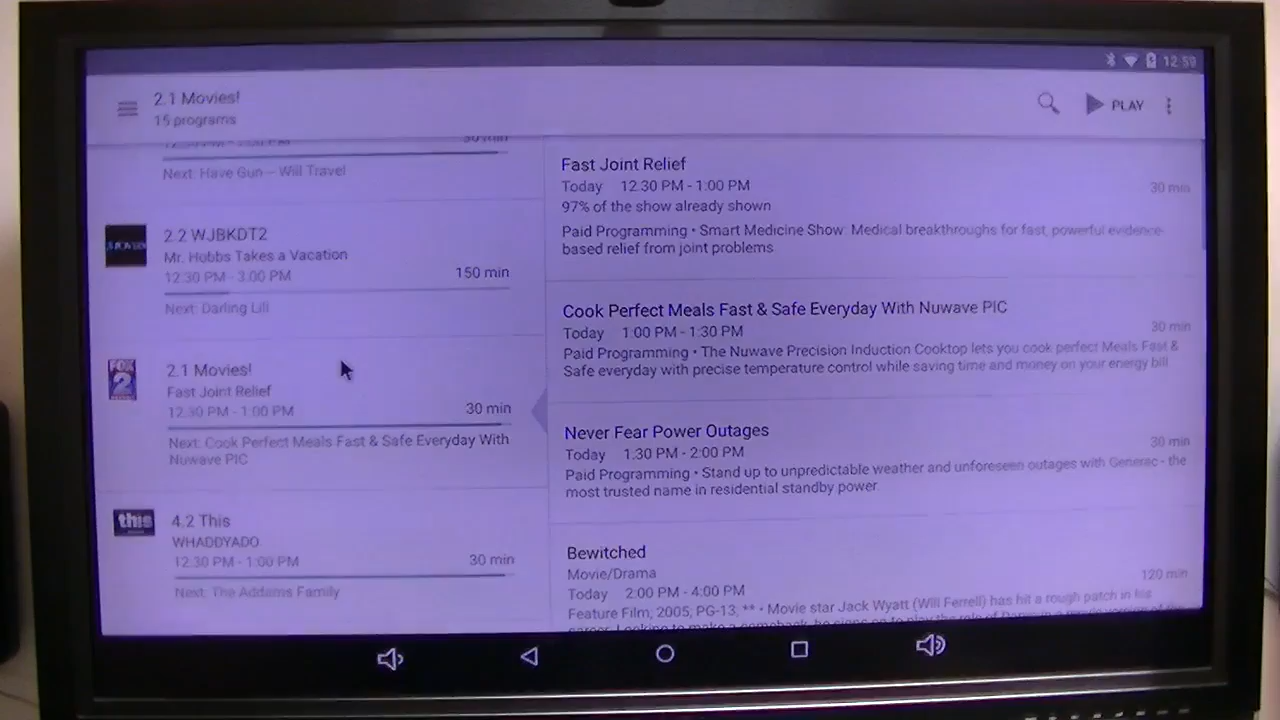 12:59
2.1 Movies!
15 programs
PLAY
Next: Have Gun – Will Travel
2.2 WJBKDT2
Mr. Hobbs Takes a Vacation
12:30 PM - 3:00 PM
150 min
Next: Darling Lili
FOX
2
2.1 Movies!
Fast Joint Relief
12:30 PM - 1:00 PM
30 min
Next: Cook Perfect Meals Fast & Safe Everyday With
Nuwave PIC
this
4.2 This
WHADDYADO
12:30 PM - 1:00 PM
30 min
Next: The Addams Family
Fast Joint Relief
Today 12:30 PM - 1:00 PM
30 min
97% of the show already shown
Paid Programming • Smart Medicine Show: Medical breakthroughs for fast, powerful evidence-
based relief from joint problems
Cook Perfect Meals Fast & Safe Everyday With Nuwave PIC
Today 1:00 PM - 1:30 PM
30 min
Paid Programming • The Nuwave Precision Induction Cooktop lets you cook perfect Meals Fast &
Safe everyday with precise temperature control while saving time and money on your energy bill
Never Fear Power Outages
Today 1:30 PM - 2:00 PM
30 min
Paid Programming • Stand up to unpredictable weather and unforeseen outages with Generac - the
most trusted name in residential standby power
Bewitched
Movie/Drama
Today 2:00 PM - 4:00 PM
120 min
Feature Film; 2005; PG-13; ** • Movie star Jack Wyatt (Will Ferrell) has hit a rough patch in his